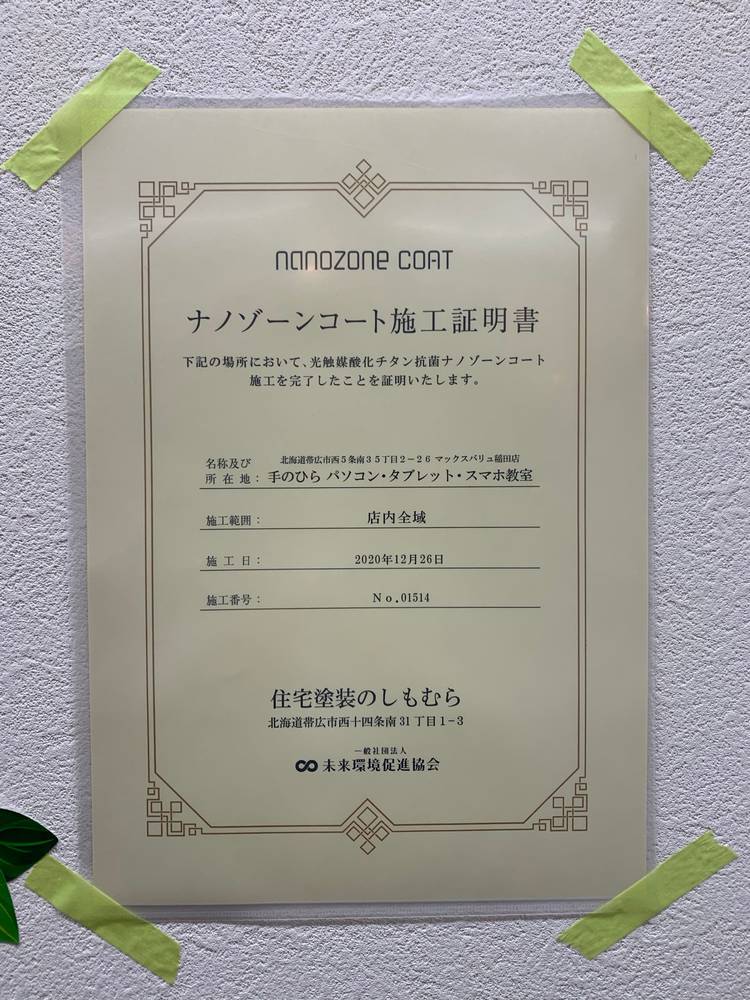 nanozone COAT
ナノゾーンコート施工証明書
下記の場所において、光触媒酸化チタン抗菌ナノゾーンコート
施工を完了したことを証明いたします。
名称及び 北海道帯広市西5条南35丁目2-26 マックスバリュ稲田店
所在地： 手のひら パソコン・タブレット・スマホ教室
施工範囲： 店内全域
施工日： 2020年12月26日
施工番号： No.01514
住宅塗装のしもむら
北海道帯広市西十四条南31丁目1-3
一般社団法人
未来環境促進協会